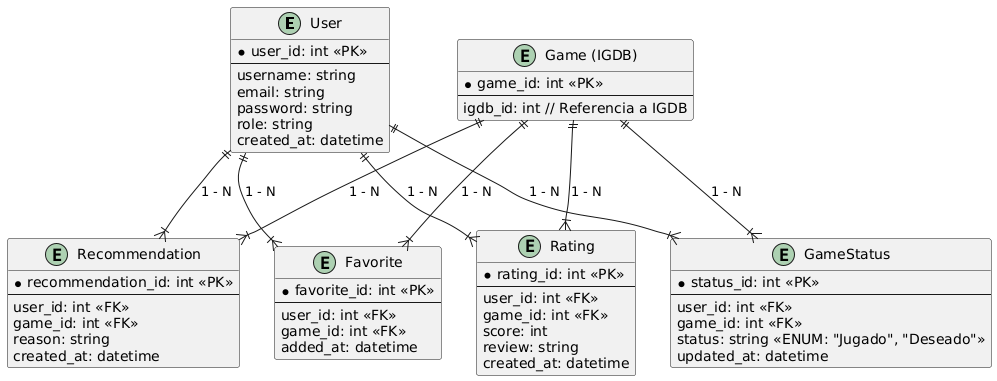 E User
* user_id: int «PK»
username: string
email: string
password: string
role: string
created_at: datetime
E Game (IGDB)
* game_id: int «PK»
igdb_id: int // Referencia a IGDB
1 - N
1 - N
1 - N
1 - N
1 - N
1 - N
1 - N
1 - N
E Recommendation
* recommendation_id: int «PK»
user_id: int «FK»
game_id: int «FK»
reason: string
created_at: datetime
E Favorite
* favorite_id: int «PK»
user_id: int «FK»
game_id: int «FK»
added_at: datetime
E Rating
* rating_id: int «PK»
user_id: int «FK»
game_id: int «FK»
score: int
review: string
created_at: datetime
E GameStatus
* status_id: int «PK»
user_id: int «FK»
game_id: int «FK»
status: string «ENUM: "Jugado", "Deseado"»
updated_at: datetime